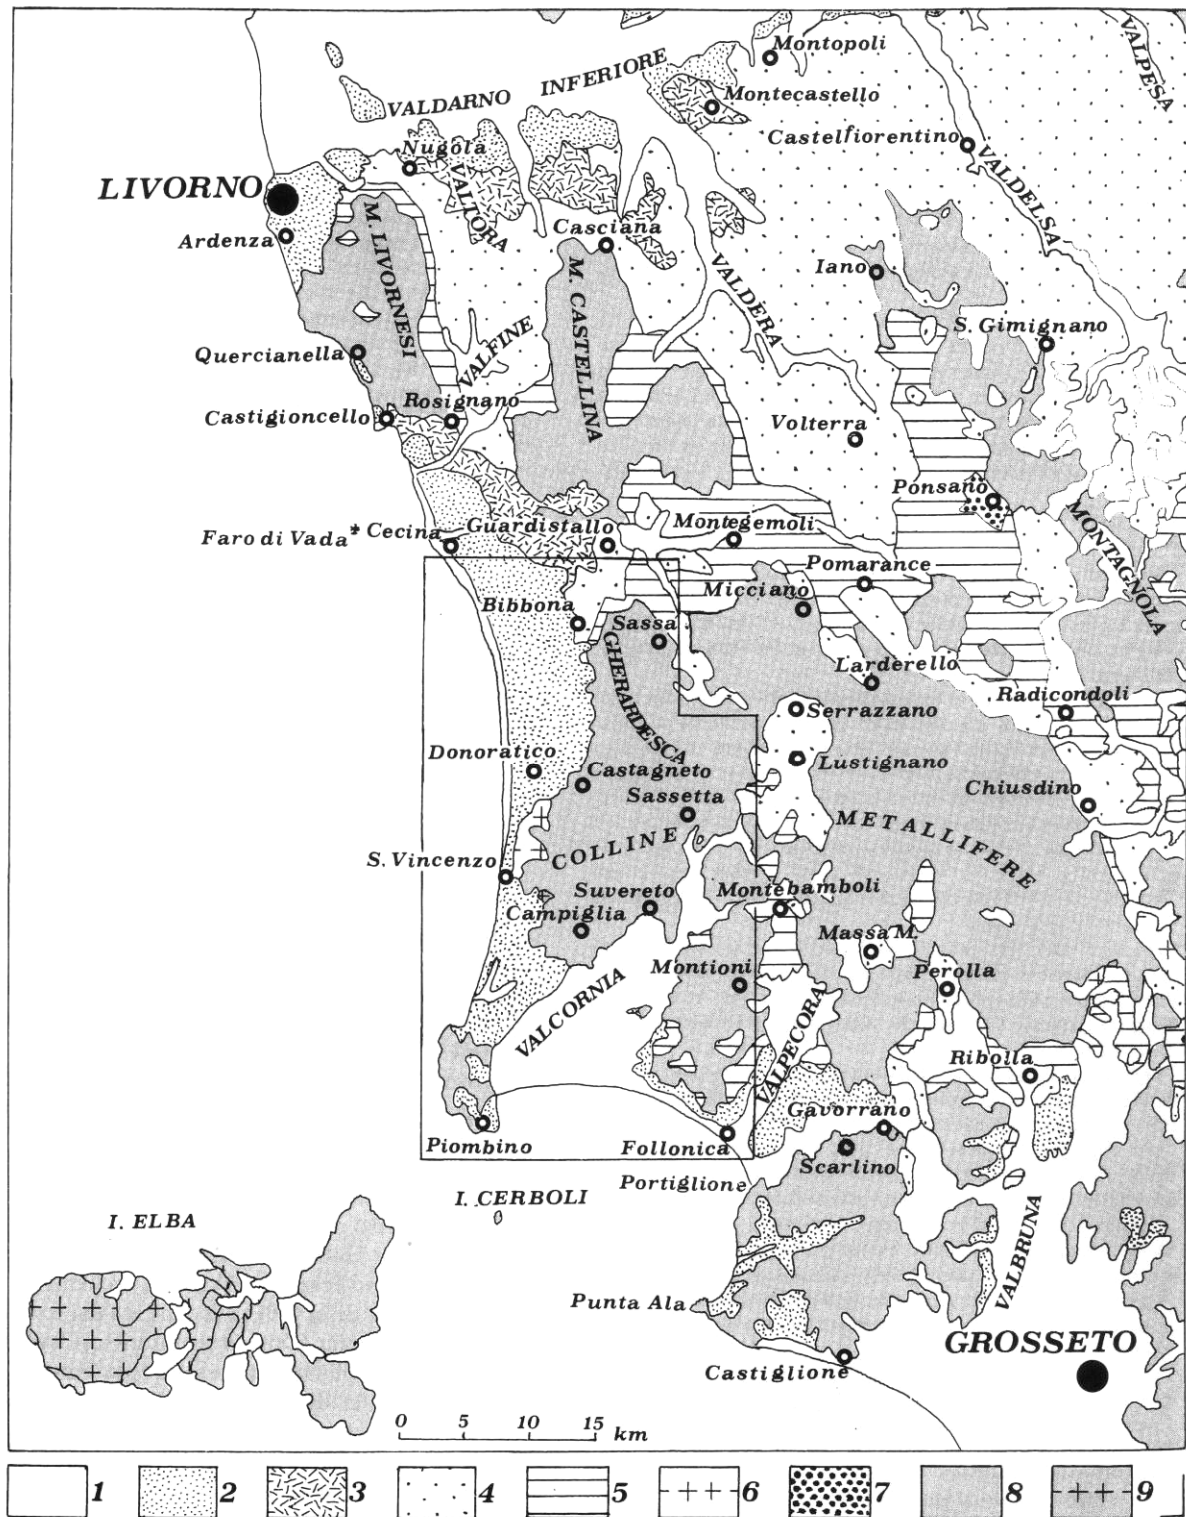 Montopoli
VALPESA
VALDARNO INFERIORE
Montecastello
Castelfiorentino
Nugola
VALDELSA
LIVORNO
VALTORA
M. LIVORNESI
Ardenza
Casciana
Iano
M. CASTELLINA
VALDERA
S. Gimignano
Quercianella
VALFINE
Castigioncello
Rosignano
Volterra
Ponsano
Faro di Vada * Cecina
Guardistallo
Montegemoli
MONTAGNOLA
Pomarance
Micciano
Bibbona
Sassa
GHERARDESCA
Larderello
Radicondoli
Serrazzano
Donoratico
Castagneto
Lustignano
Sassetta
Chiusdino
COLLINE METALLIFERE
S. Vincenzo
Suvereto
Montebamboli
Campiglia
Massa M.
Montioni
Perolla
VALCORNIA
VALPECORA
Ribolla
Gavorrano
Piombino
Follonica
Scarlino
Portiglione
I. CERBOLI
I. ELBA
VALBRUNA
Punta Ala
GROSSETO
Castiglione
0 5 10 15
km
1 2 3 4 5 6 7 8 9